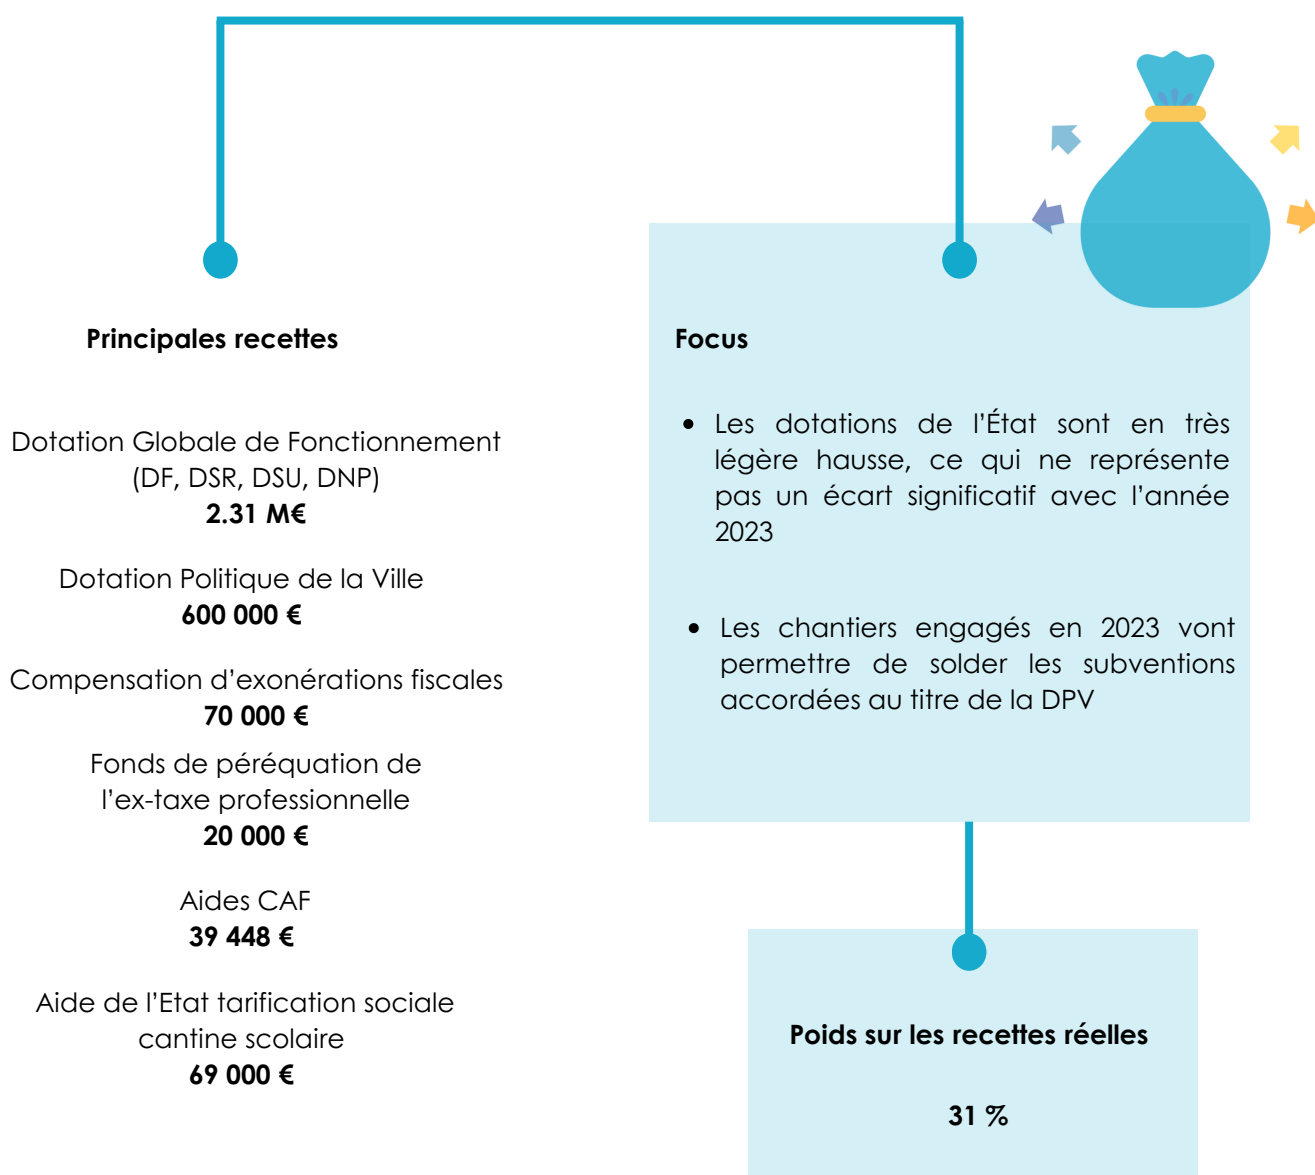 Principales recettes
Dotation Globale de Fonctionnement
(DF, DSR, DSU, DNP)
2.31 M€
Dotation Politique de la Ville
600 000 €
Compensation d'exonérations fiscales
70 000 €
Fonds de péréquation de
l'ex-taxe professionnelle
20 000 €
Aides CAF
39 448 €
Aide de l'Etat tarification sociale
cantine scolaire
69 000 €
Focus
• Les dotations de l'État sont en très
légère hausse, ce qui ne représente
pas un écart significatif avec l'année
2023
• Les chantiers engagés en 2023 vont
permettre de solder les subventions
accordées au titre de la DPV
Poids sur les recettes réelles
31 %